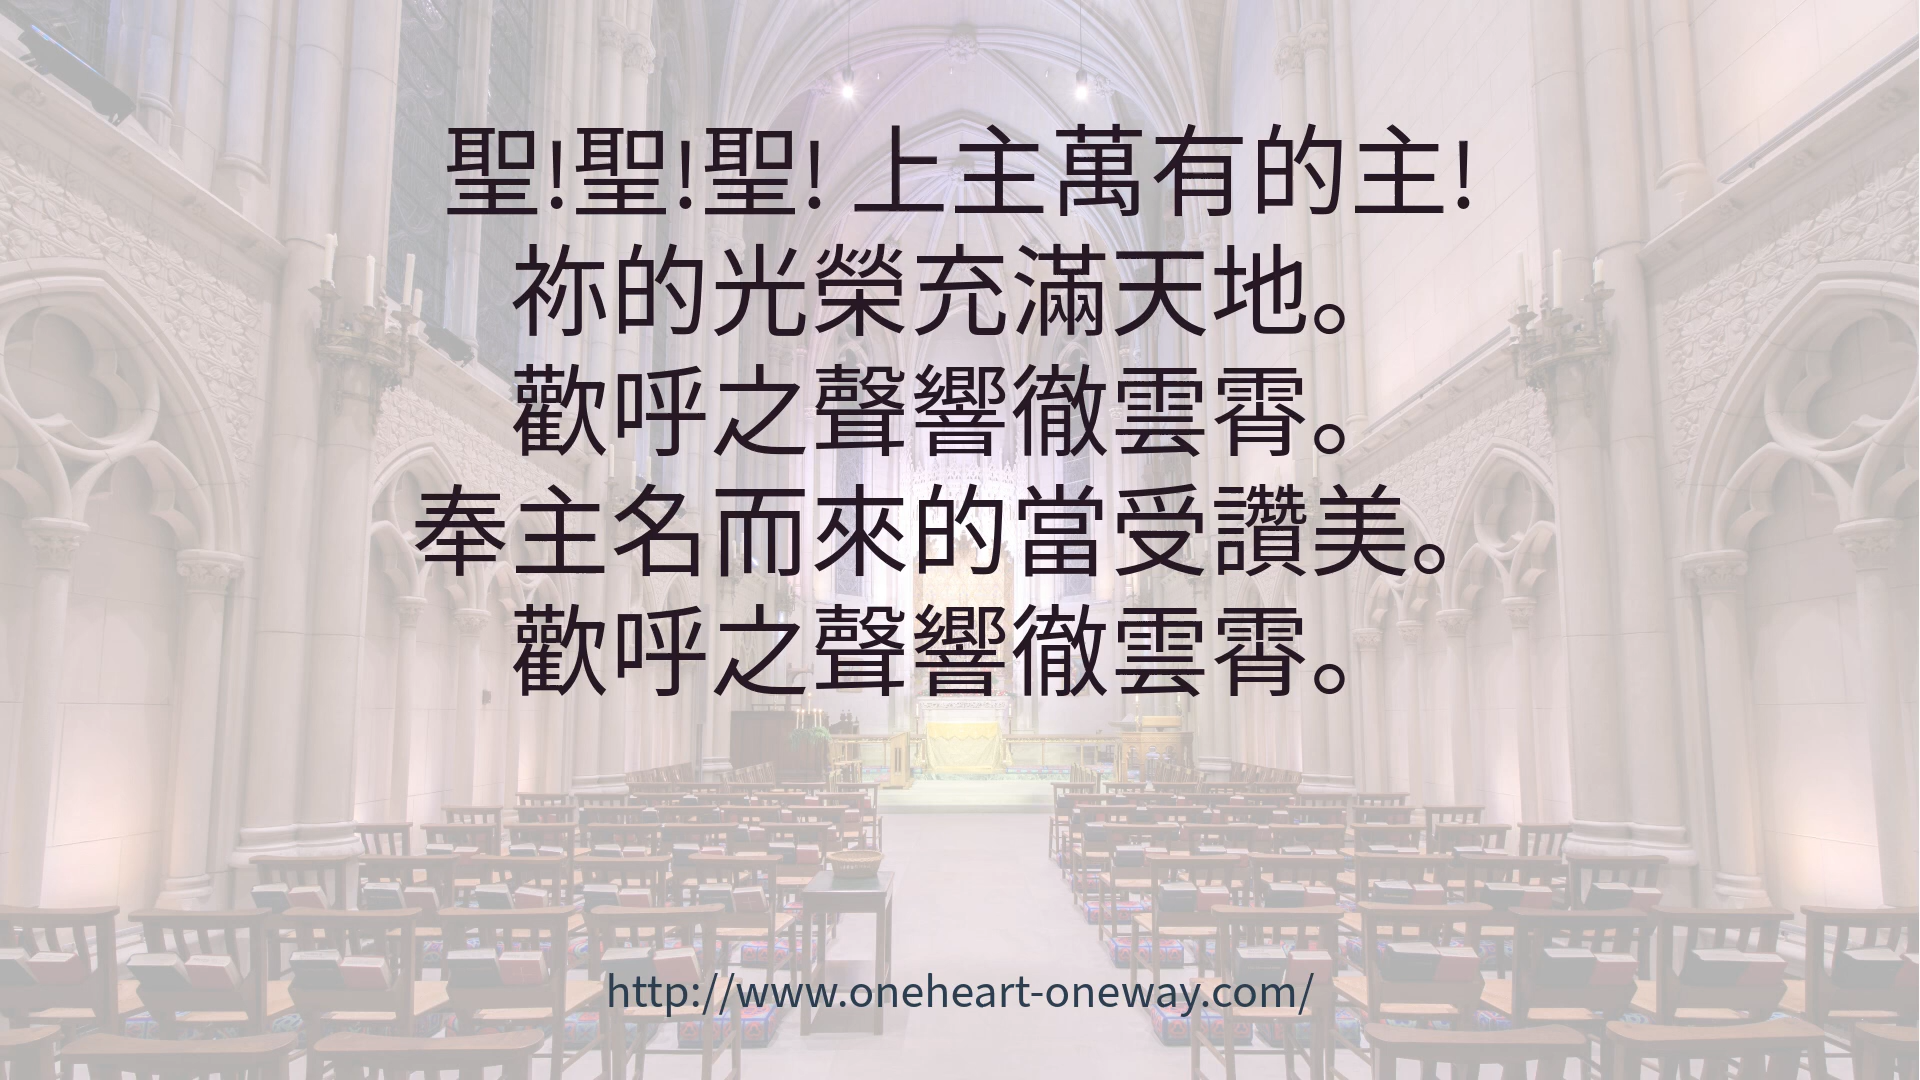 聖!聖!聖! 上主萬有的主!
祢的光榮充滿天地。
歡呼之聲響徹雲霄。
奉主名而來的當受讚美。
歡呼之聲響徹雲霄。
http://www.oneheart-oneway.com/